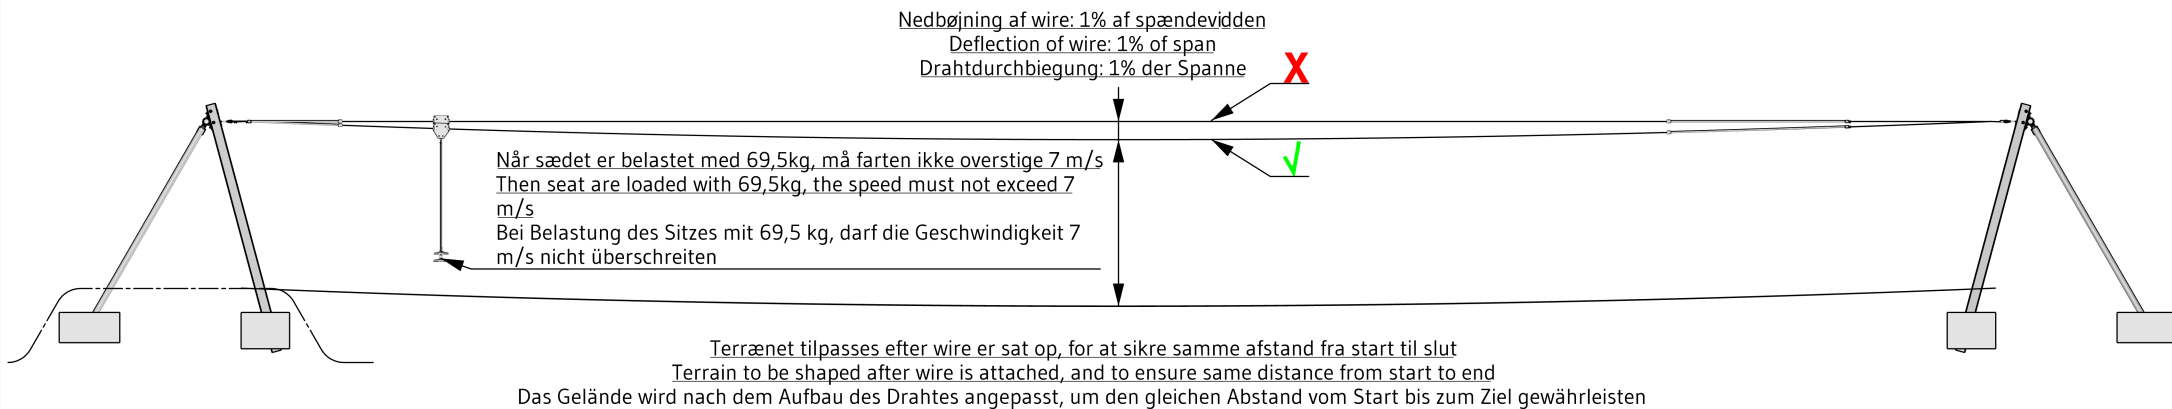 Nedbøjning af wire: 1% af spændevidden
Deflection of wire: 1% of span
Drahtdurchbiegung: 1% der Spanne
X
√
Når sædet er belastet med 69,5kg, må farten ikke overstige 7 m/s
Then seat are loaded with 69,5kg, the speed must not exceed 7
m/s
Bei Belastung des Sitzes mit 69,5 kg, darf die Geschwindigkeit 7
m/s nicht überschreiten
Terrænet tilpasses efter wire er sat op, for at sikre samme afstand fra start til slut
Terrain to be shaped after wire is attached, and to ensure same distance from start to end
Das Gelände wird nach dem Aufbau des Drahtes angepasst, um den gleichen Abstand vom Start bis zum Ziel gewährleisten